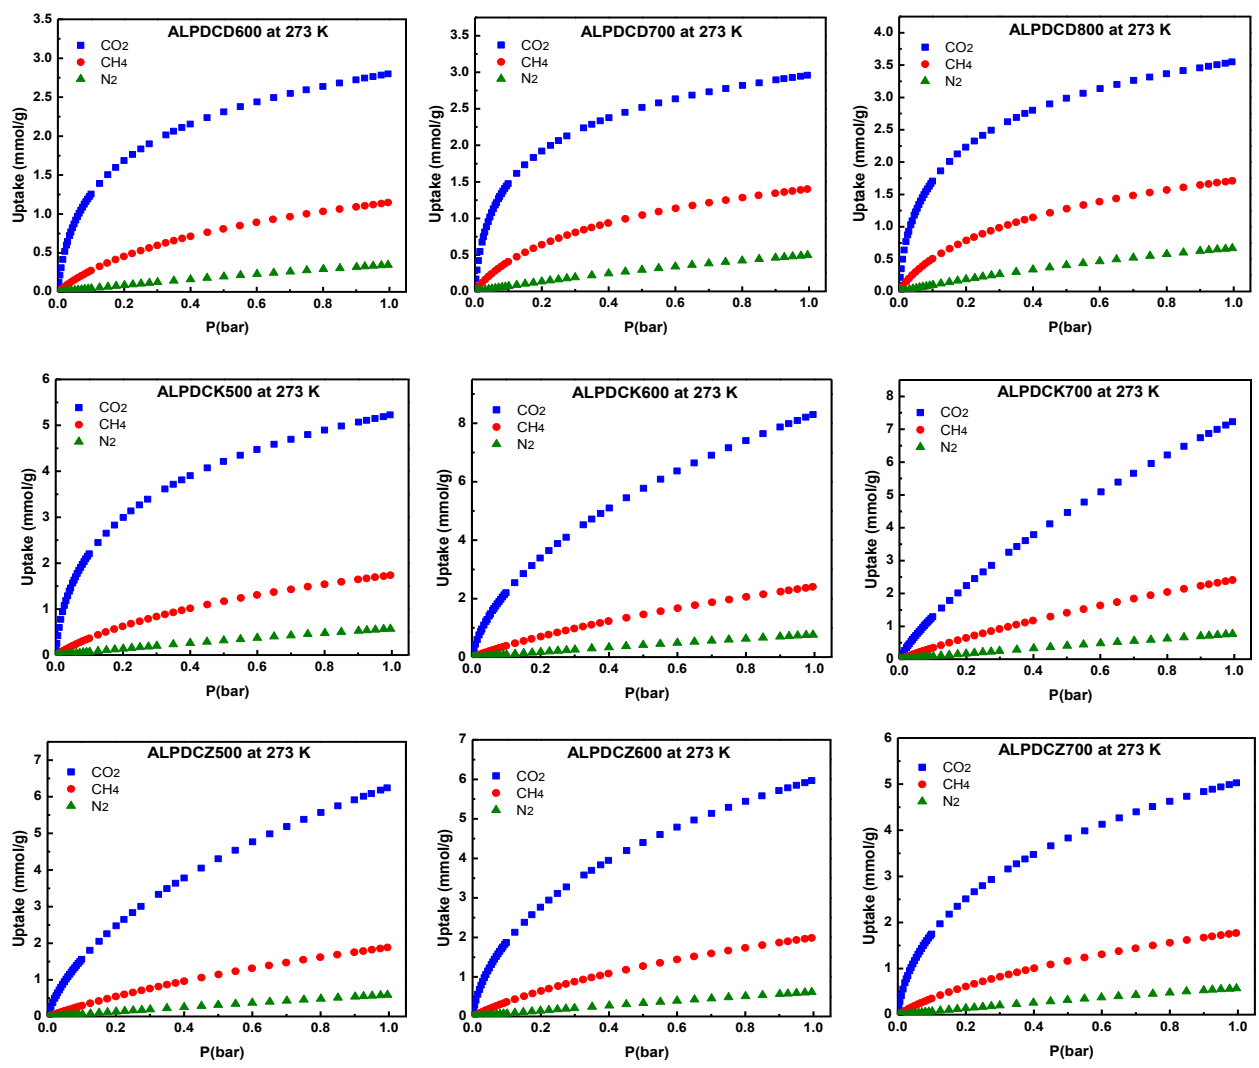 ALPDCD600 at 273 K
CO2
CH4
N2
Uptake (mmol/g)
3.5
3.0
2.5
2.0
1.5
1.0
0.5
0.0
0.0 0.2 0.4 0.6 0.8 1.0
P(bar)
ALPDCD700 at 273 K
CO2
CH4
N2
Uptake (mmol/g)
3.5
3.0
2.5
2.0
1.5
1.0
0.5
0.0
0.0 0.2 0.4 0.6 0.8 1.0
P(bar)
ALPDCD800 at 273 K
CO2
CH4
N2
Uptake (mmol/g)
4.0
3.5
3.0
2.5
2.0
1.5
1.0
0.5
0.0
0.0 0.2 0.4 0.6 0.8 1.0
P(bar)
ALPDCK500 at 273 K
CO2
CH4
N2
Uptake (mmol/g)
6
5
4
3
2
1
0
0.0 0.2 0.4 0.6 0.8 1.0
P(bar)
ALPDCK600 at 273 K
CO2
CH4
N2
Uptake (mmol/g)
8
6
4
2
0
0.0 0.2 0.4 0.6 0.8 1.0
P(bar)
ALPDCK700 at 273 K
CO2
CH4
N2
Uptake (mmol/g)
8
7
6
5
4
3
2
1
0
0.0 0.2 0.4 0.6 0.8 1.0
P(bar)
ALPDCZ500 at 273 K
CO2
CH4
N2
Uptake (mmol/g)
7
6
5
4
3
2
1
0
0.0 0.2 0.4 0.6 0.8 1.0
P(bar)
ALPDCZ600 at 273 K
CO2
CH4
N2
Uptake (mmol/g)
7
6
5
4
3
2
1
0
0.0 0.2 0.4 0.6 0.8 1.0
P(bar)
ALPDCZ700 at 273 K
CO2
CH4
N2
Uptake (mmol/g)
6
5
4
3
2
1
0
0.0 0.2 0.4 0.6 0.8 1.0
P(bar)